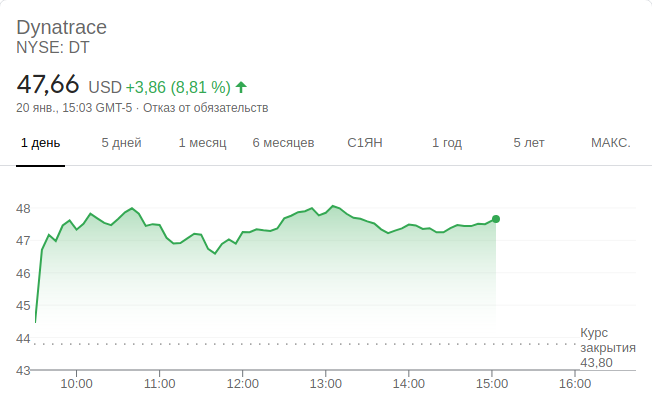 Dynatrace
NYSE: DT
47,66 USD +3,86 (8,81 %)
20 янв., 15:03 GMT-5 · Отказ от обязательств
1 день 5 дней 1 месяц 6 месяцев С1ЯН 1 год 5 лет МАКС.
48
47
46
45
44
43
Курс
закрытия
43,80
10:00 11:00 12:00 13:00 14:00 15:00 16:00